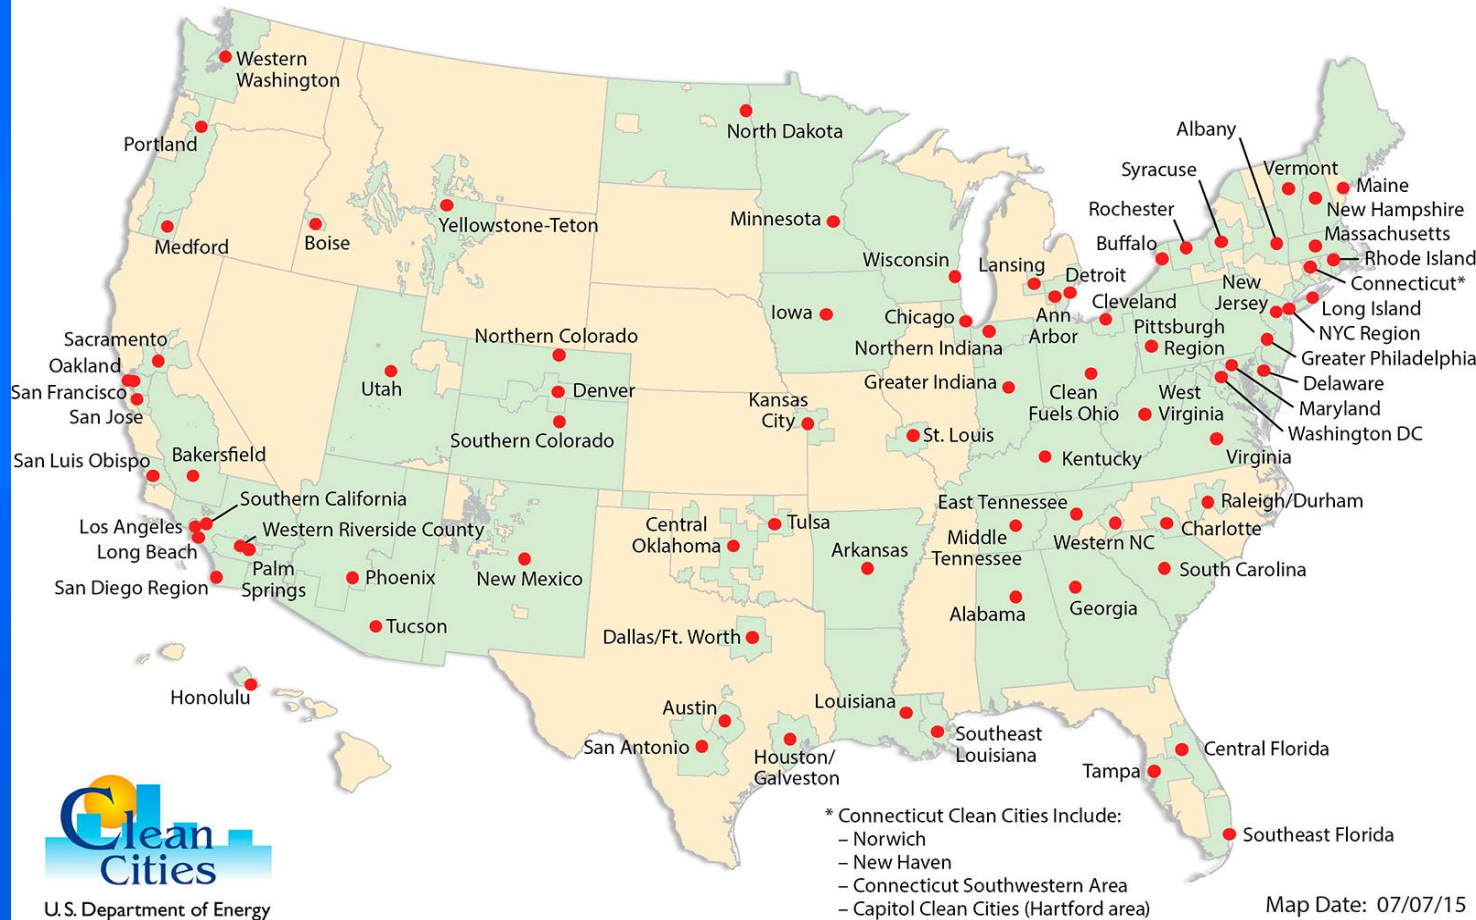 Western
Washington
Portland
Medford
Boise
Yellowstone-Teton
North Dakota
Minnesota
Wisconsin
Iowa
Chicago
Northern Indiana
Greater Indiana
Lansing
Detroit
Ann
Arbor
Cleveland
Pittsburgh
Region
Clean
Fuels Ohio
West
Virginia
Albany
Syracuse
Rochester
Buffalo
Vermont
Maine
New Hampshire
Massachusetts
Rhode Island
Connecticut*
New
Jersey
Long Island
NYC Region
Greater Philadelphia
Delaware
Maryland
Washington DC
Virginia
Sacramento
Oakland
San Francisco
San Jose
San Luis Obispo
Bakersfield
Southern California
Los Angeles
Western Riverside County
Long Beach
Palm
Springs
San Diego Region
Utah
Northern Colorado
Denver
Southern Colorado
Kansas
City
St. Louis
Kentucky
Phoenix
Tucson
New Mexico
Central
Oklahoma
Tulsa
Arkansas
East Tennessee
Middle
Tennessee
Western NC
Raleigh/Durham
Charlotte
South Carolina
Alabama
Georgia
Dallas/Ft. Worth
Austin
San Antonio
Houston/
Galveston
Louisiana
Southeast
Louisiana
Central Florida
Tampa
Southeast Florida
Honolulu
Clean
Cities
U.S. Department of Energy
* Connecticut Clean Cities Include:
– Norwich
– New Haven
– Connecticut Southwestern Area
– Capitol Clean Cities (Hartford area)
Map Date: 07/07/15